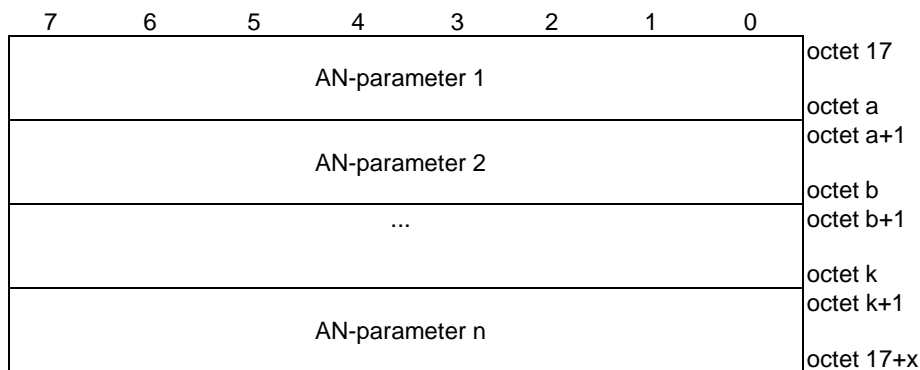 7 6 5 4 3 2 1 0
octet 17
AN-parameter 1
octet a
octet a+1
AN-parameter 2
octet b
... octet b+1
octet k
octet k+1
AN-parameter n
octet 17+x